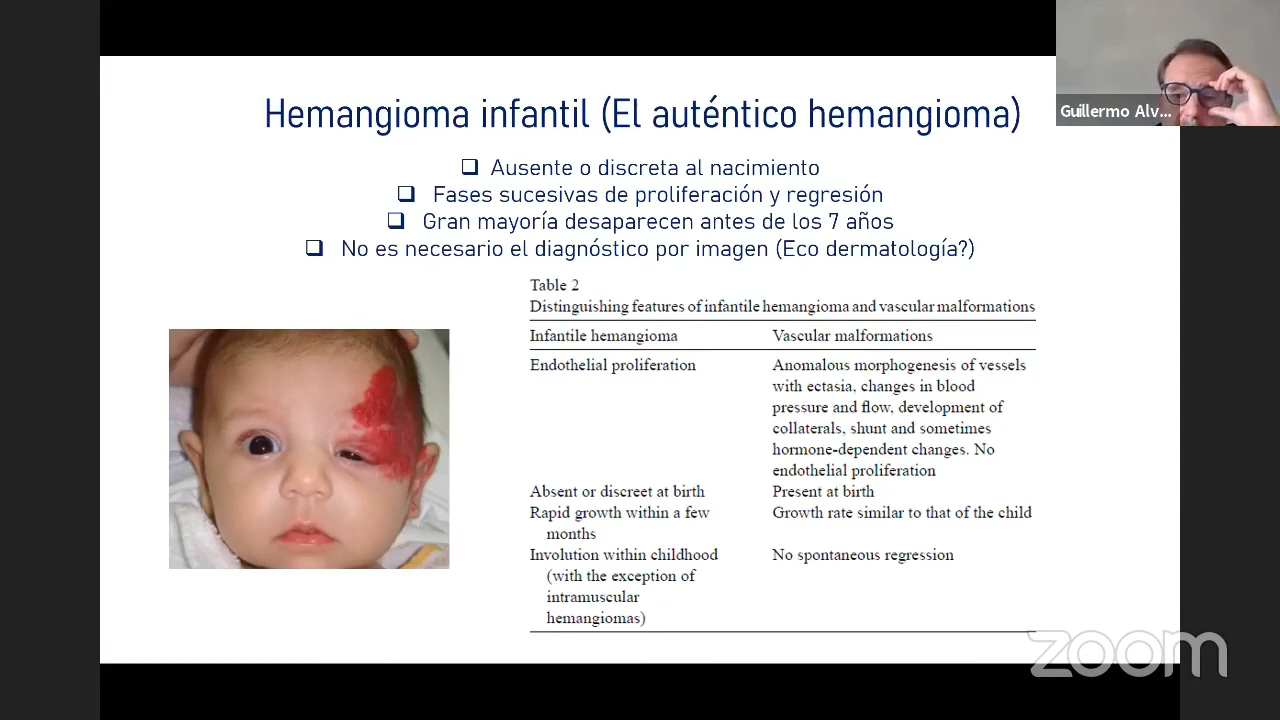 Hemangioma infantil (El auténtico hemangioma)
Guillermo Alv...
Ausente o discreta al nacimiento
Fases sucesivas de proliferación y regresión
Gran mayoría desaparecen antes de los 7 años
No es necesario el diagnóstico por imagen (Eco dermatología?)
Table 2
Distinguishing features of infantile hemangioma and vascular malformations
Infantile hemangioma Vascular malformations
Endothelial proliferation Anomalous morphogenesis of vessels
with ectasia, changes in blood
pressure and flow, development of
collaterals, shunt and sometimes
hormone-dependent changes. No
endothelial proliferation
Absent or discreet at birth Present at birth
Rapid growth within a few Growth rate similar to that of the child
months
Involution within childhood No spontaneous regression
(with the exception of
intramuscular
hemangiomas)
zoom